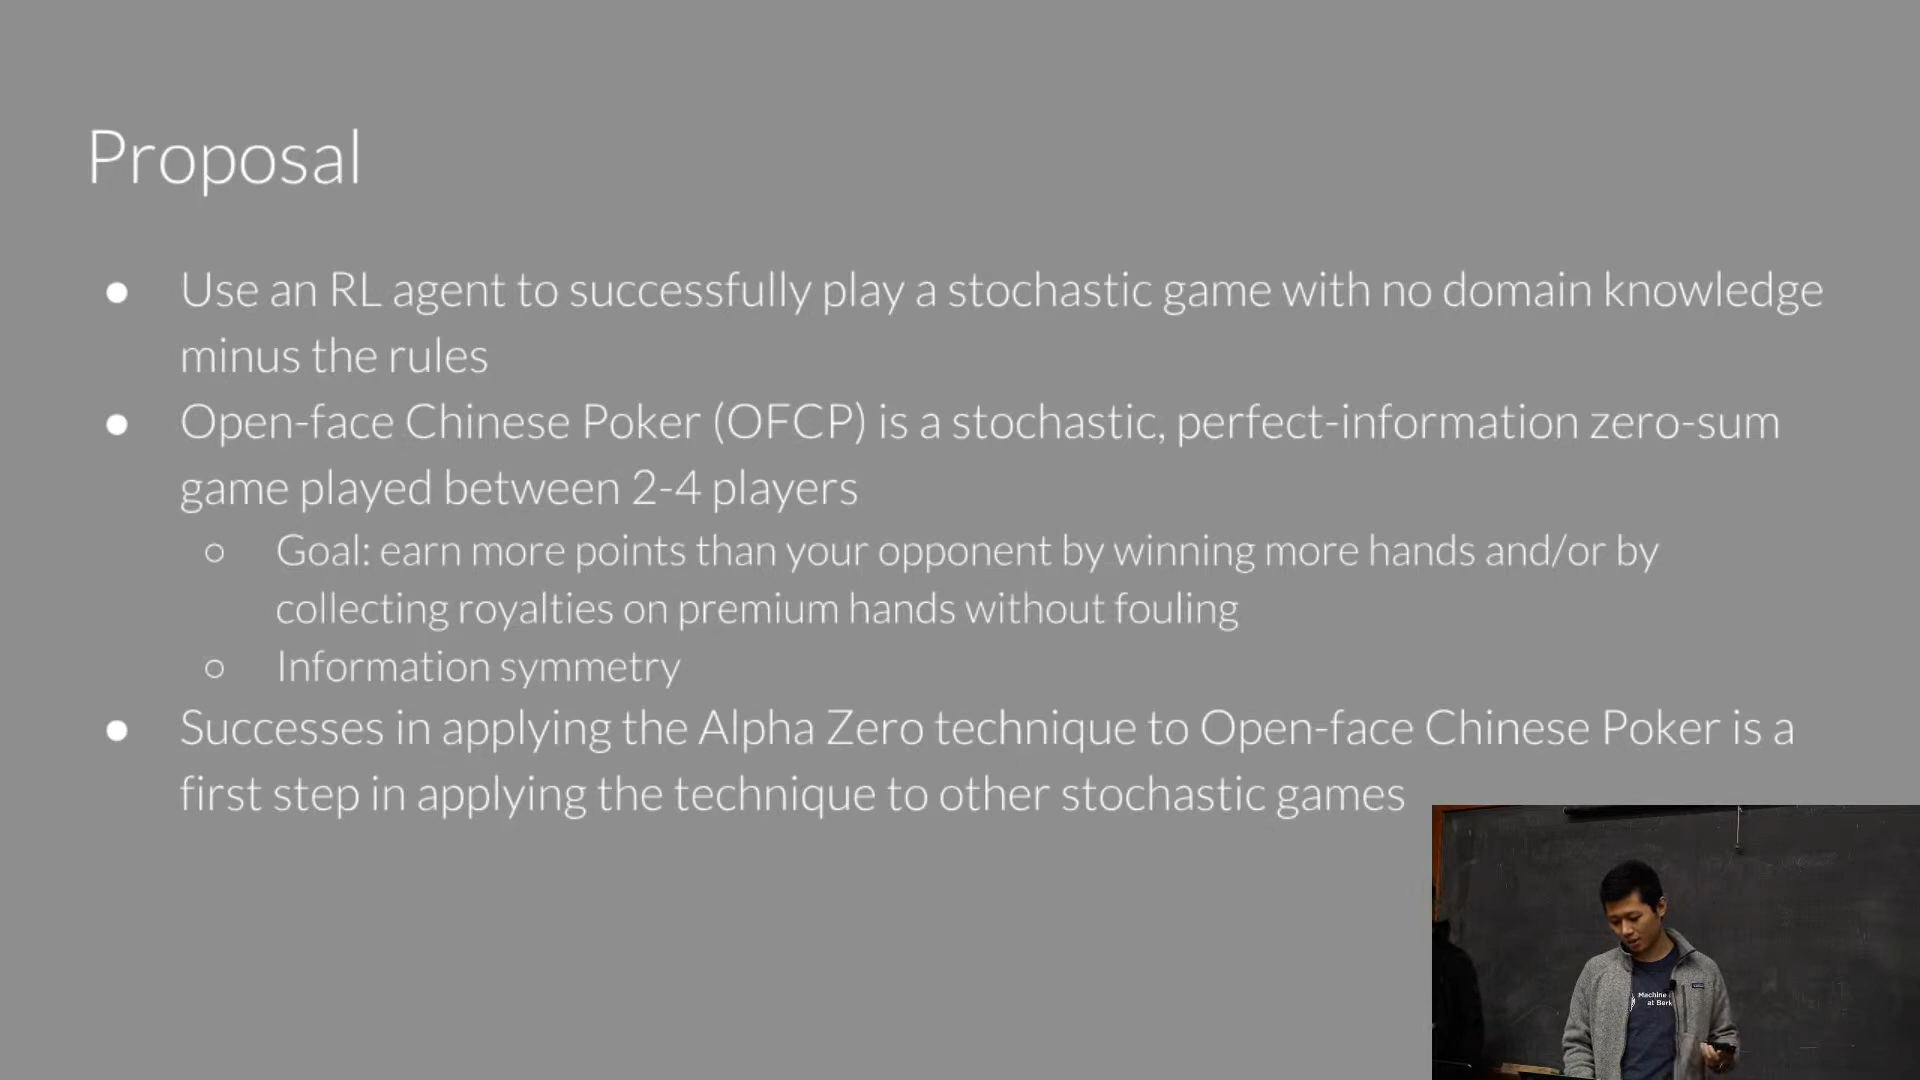 Proposal
● Use an RL agent to successfully play a stochastic game with no domain knowledge
minus the rules
● Open-face Chinese Poker (OFCP) is a stochastic, perfect-information zero-sum
game played between 2-4 players
○ Goal: earn more points than your opponent by winning more hands and/or by
collecting royalties on premium hands without fouling
○ Information symmetry
● Successes in applying the Alpha Zero technique to Open-face Chinese Poker is a
first step in applying the technique to other stochastic games
Machine
at Berk